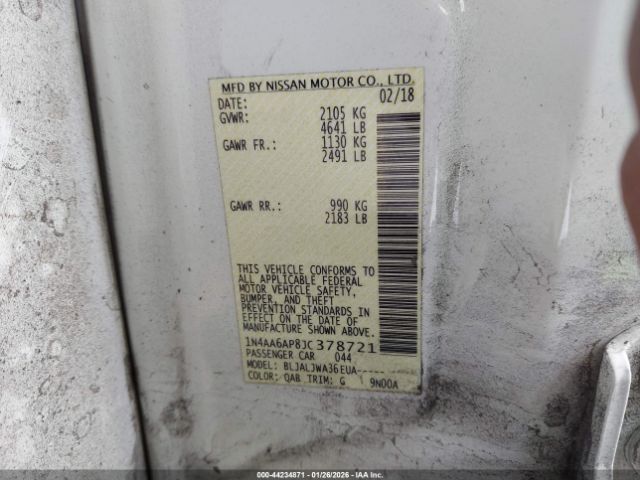 MFD BY NISSAN MOTOR CO., LTD.
DATE: 02/18
GVWR: 2105 KG
4641 LB
GAWR FR.: 1130 KG
2491 LB
GAWR RR.: 990 KG
2183 LB
THIS VEHICLE CONFORMS TO
ALL APPLICABLE FEDERAL
MOTOR VEHICLE SAFETY,
BUMPER, AND THEFT
PREVENTION STANDARDS
IN EFFECT ON THE DATE OF
MANUFACTURE SHOWN ABOVE.
1N4AA6AP8JC378721
PASSENGER CAR 044
MODEL: BLJALJWA36EUA-----
COLOR: QAB TRIM: G 9N00A
000-44234871 | 01/26/2026 - IAA Inc.